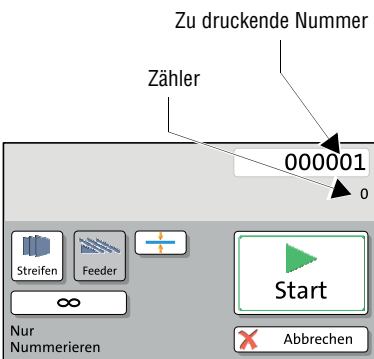 Zu druckende Nummer
Zähler
000001
0
Streifen
Feeder
∞
Start
Nur
Nummerieren
Abbrechen